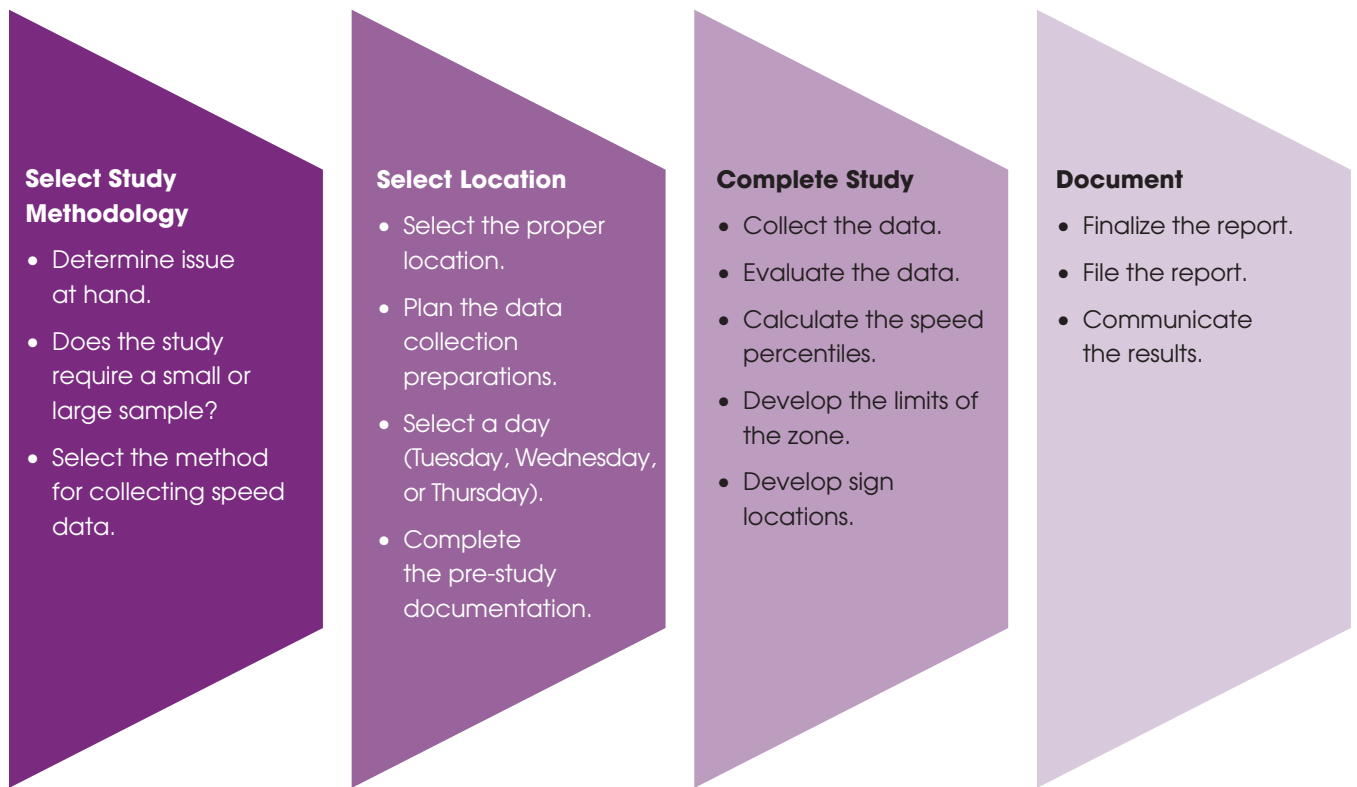 Select Study
Methodology
• Determine issue
at hand.
• Does the study
require a small or
large sample?
• Select the method
for collecting speed
data.
Select Location
• Select the proper
location.
• Plan the data
collection
preparations.
• Select a day
(Tuesday, Wednesday,
or Thursday).
• Complete
the pre-study
documentation.
Complete Study
• Collect the data.
• Evaluate the data.
• Calculate the speed
percentiles.
• Develop the limits of
the zone.
• Develop sign
locations.
Document
• Finalize the report.
• File the report.
• Communicate
the results.